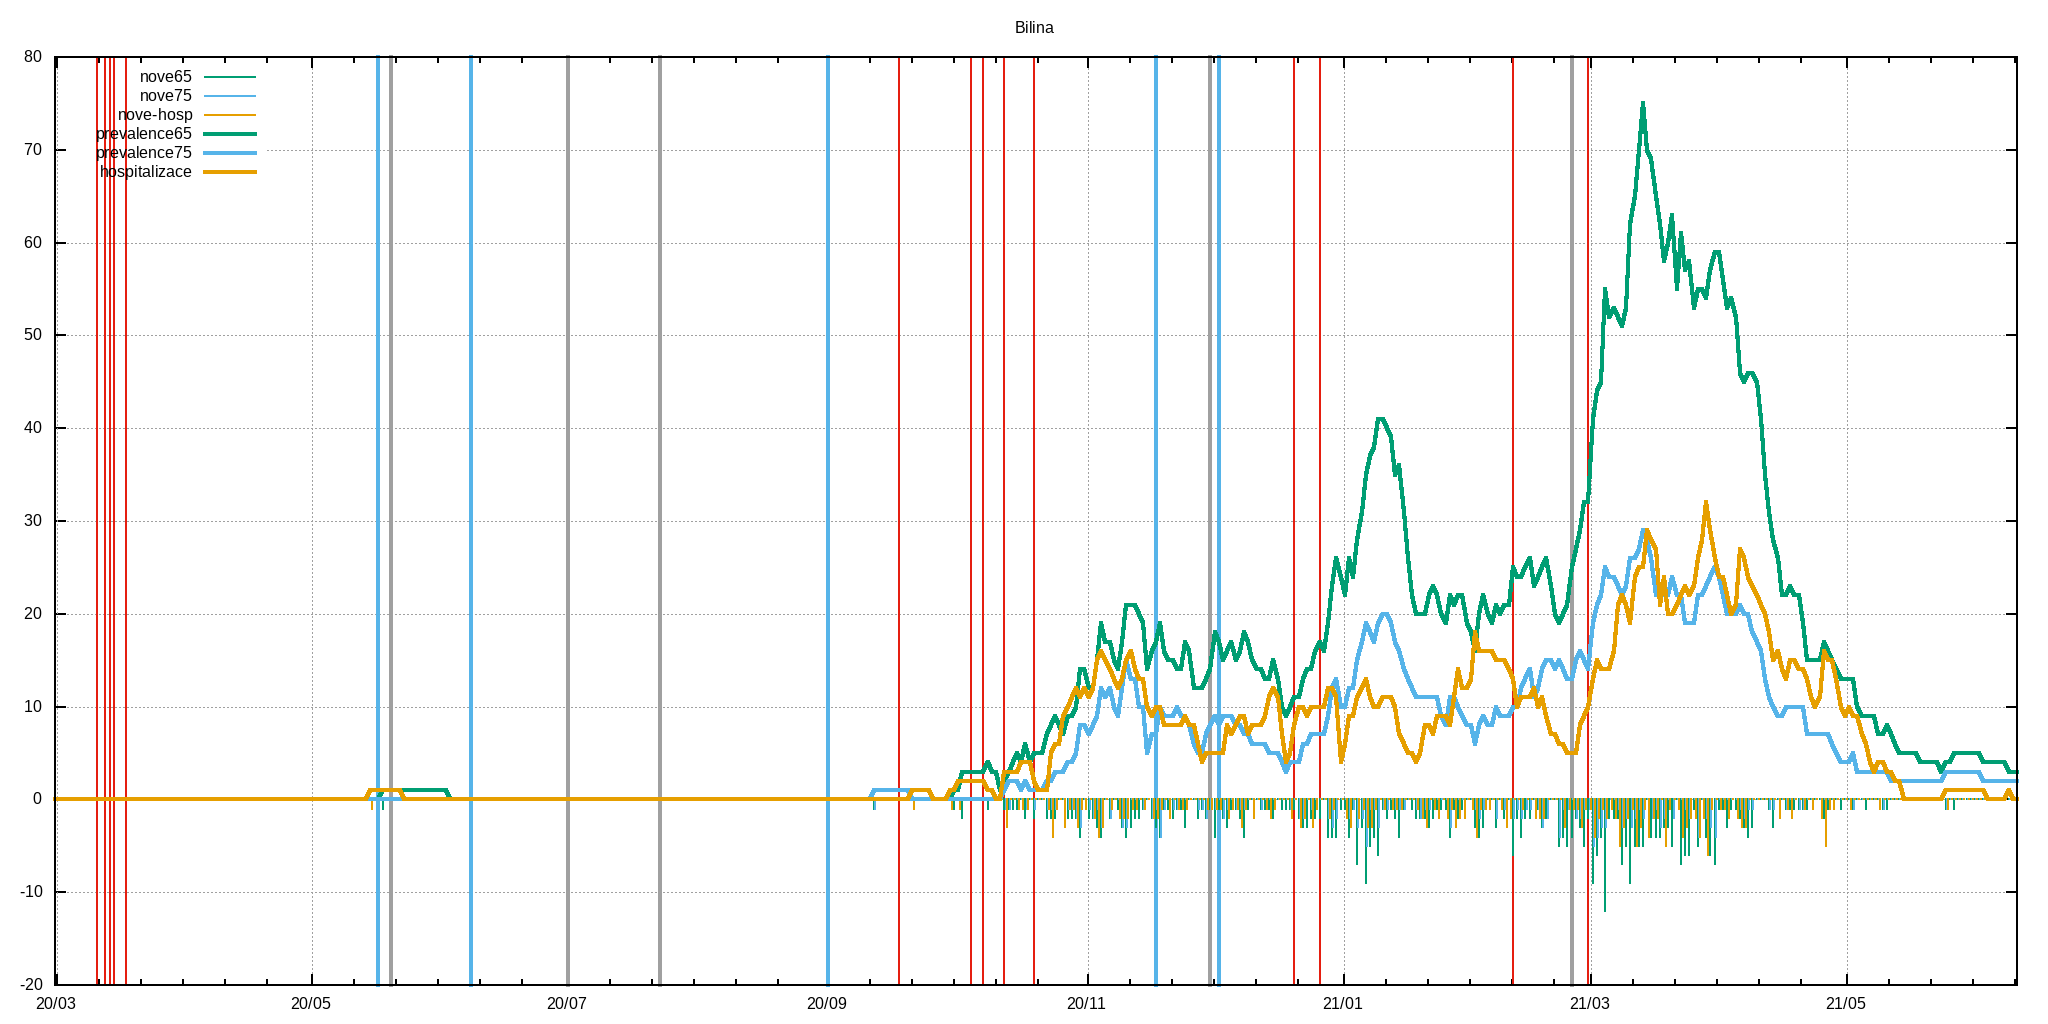 Bilina
80
nove65
nove75
nove-hosp
prevalence65
prevalence75
hospitalizace
70
60
50
40
30
20
10
0
-10
-20
20/03 20/05 20/07 20/09 20/11 21/01 21/03 21/05